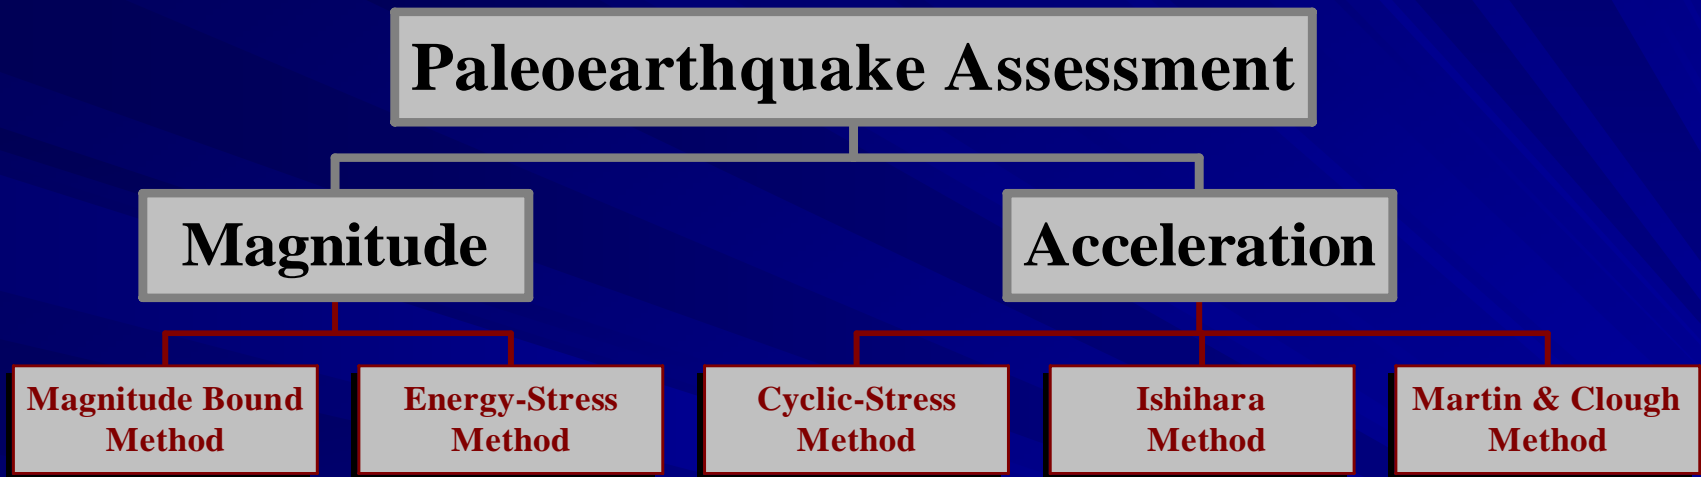 Paleoearthquake Assessment
Magnitude
Acceleration
Magnitude Bound
Method
Energy-Stress
Method
Cyclic-Stress
Method
Ishihara
Method
Martin & Clough
Method